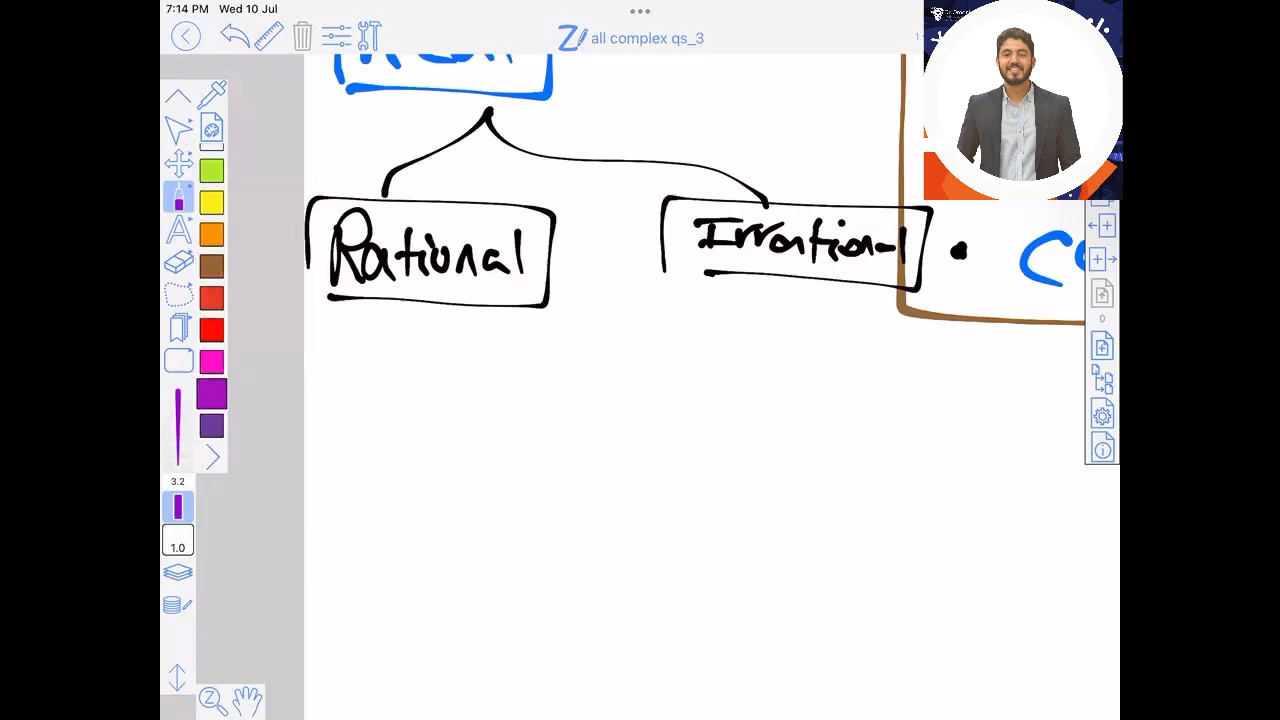 7:14 PM Wed 10 Jul
all complex qs_3
Rational
Irrational
3.2
1.0
0